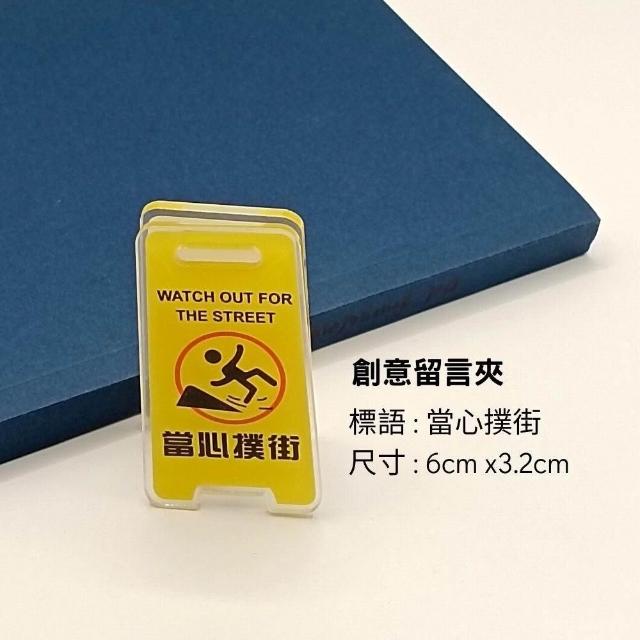 WATCH OUT FOR
THE STREET
當心撲街
創意留言夾
標語 : 當心撲街
尺寸 : 6cm x3.2cm